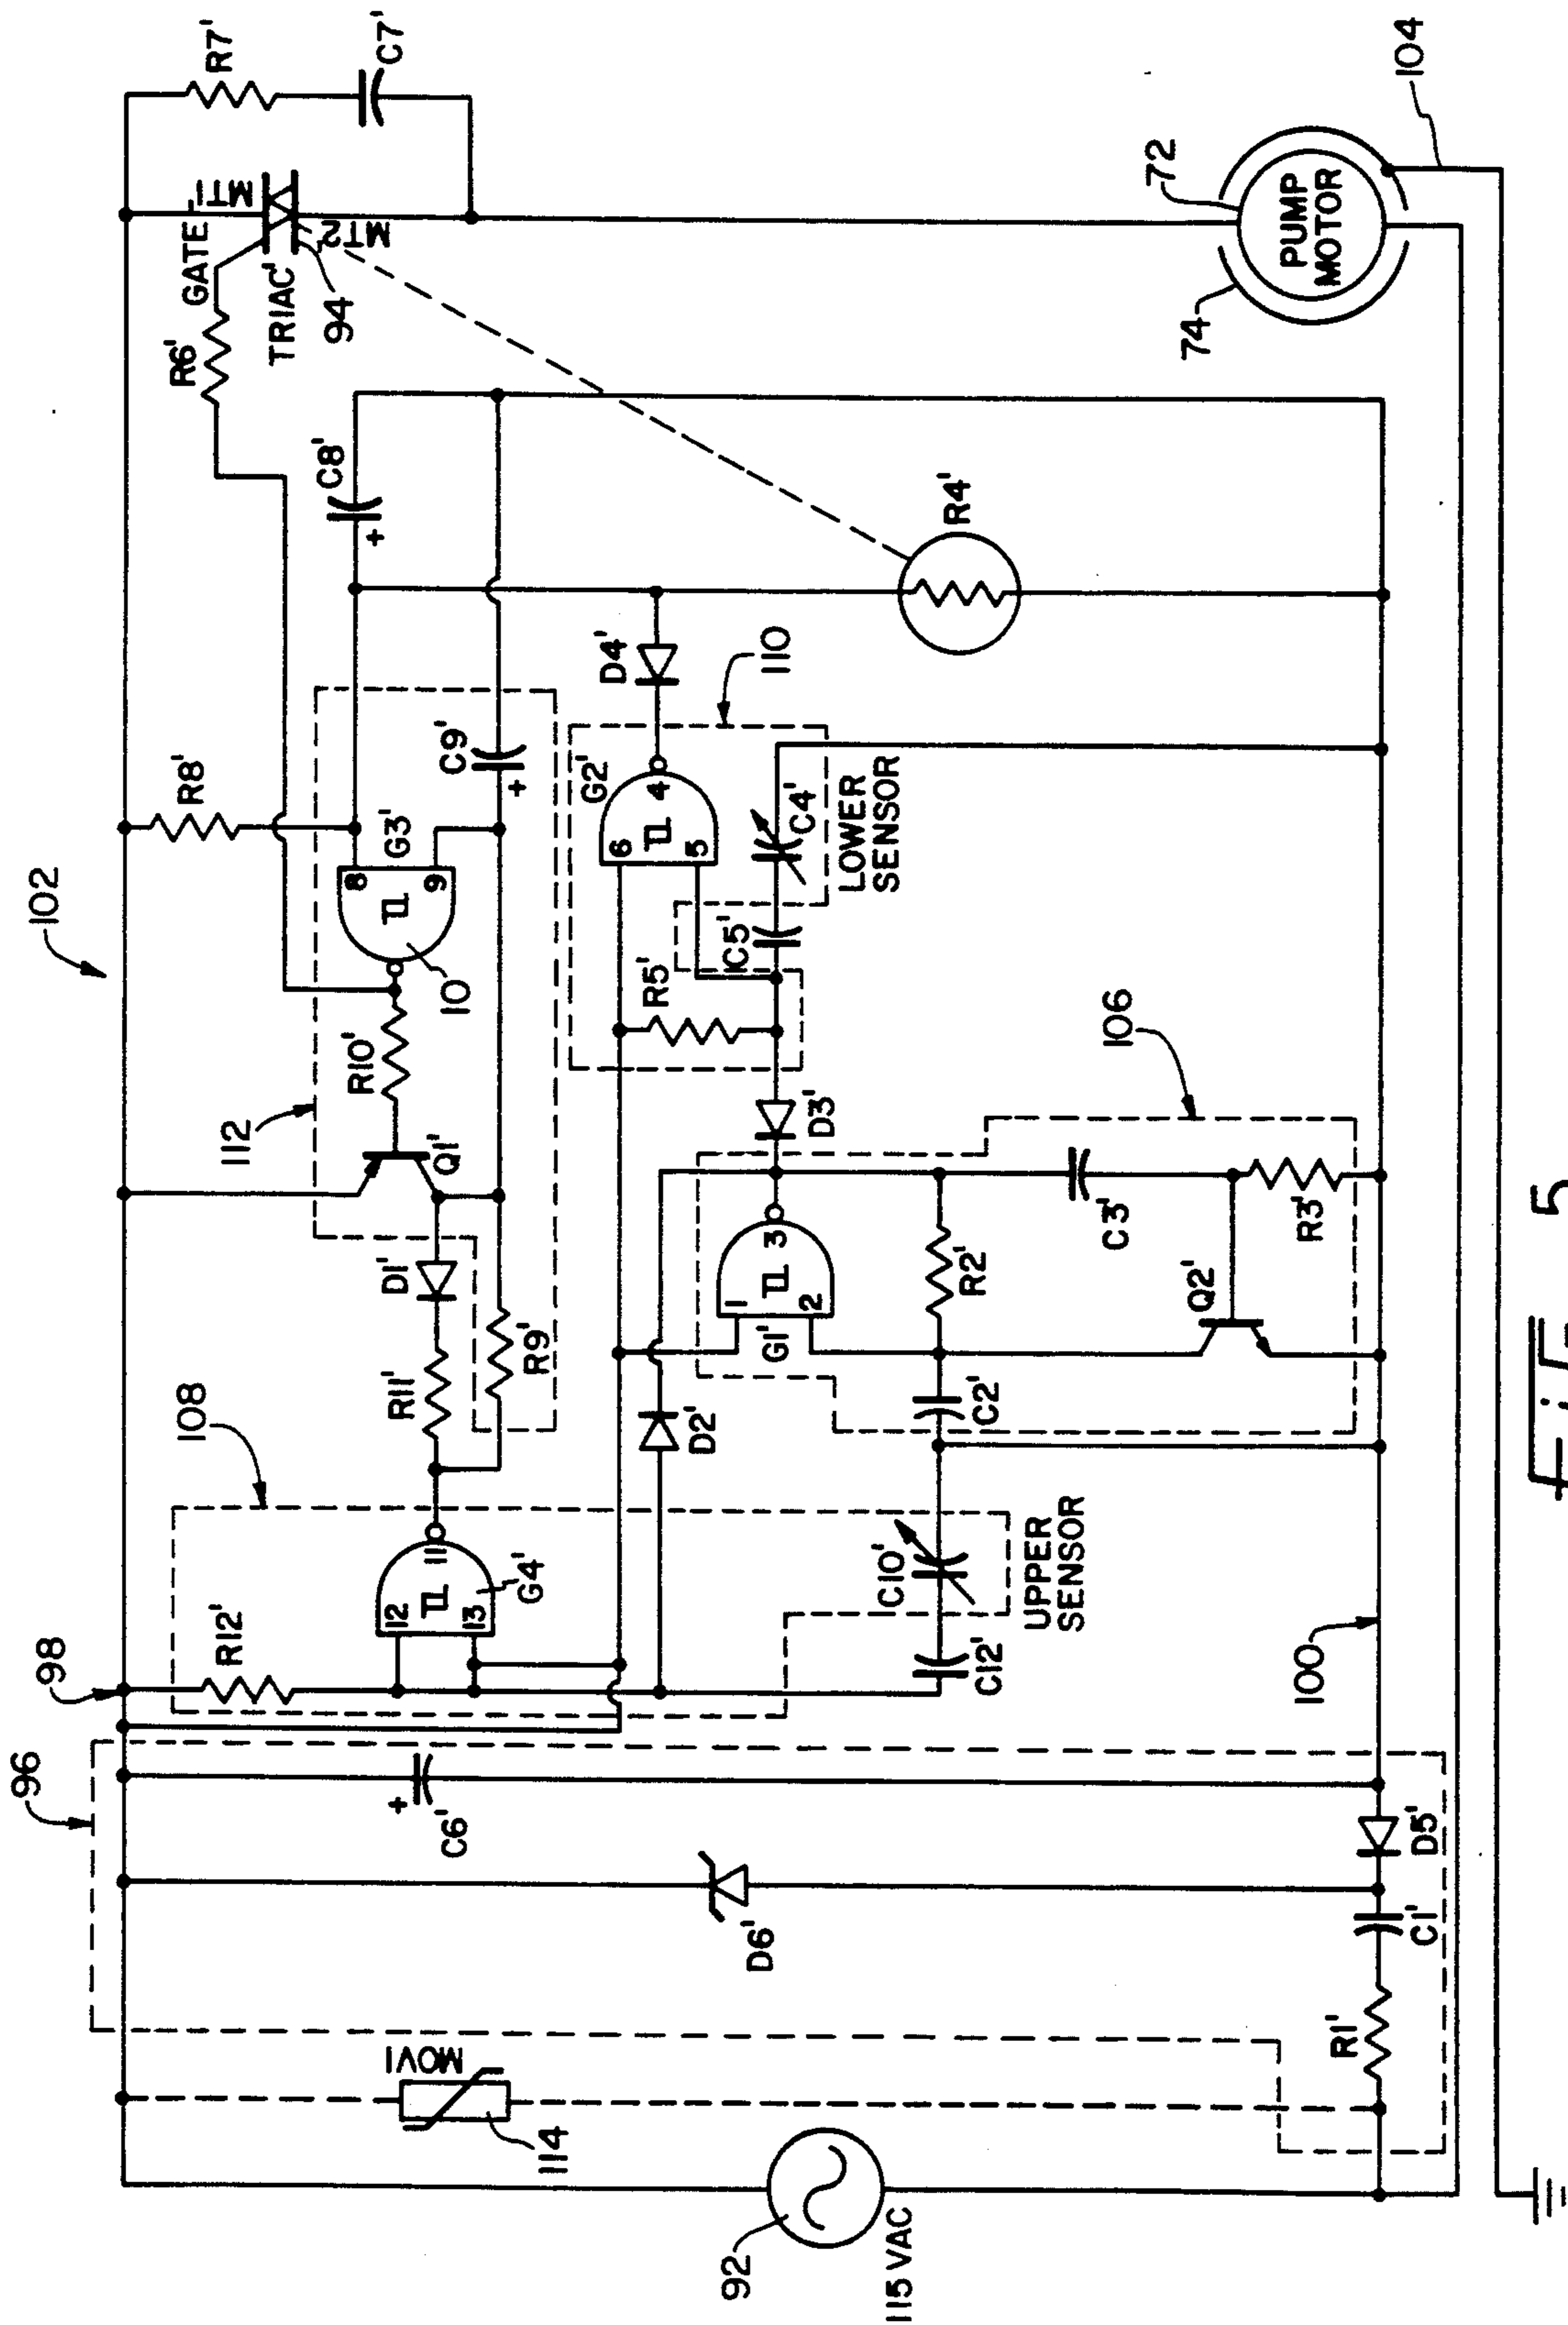 102
98
96
108
112
R7'
C7'
MT1
GATE
TRIAC
MT2
94
R6'
C8'
+
R8'
G3'
8
9
10
C9'
+
R10'
Q1'
D1'
R11'
R9'
R12'
12
13
11
G4'
C6'
+
MOV1
114
D4'
110
G2'
6
5
4
R4'
R5'
C5'
C4'
LOWER
SENSOR
D3'
106
G1'
1
2
3
D2'
R2'
C2'
C3'
R3'
Q2'
C10'
UPPER
SENSOR
C12'
100
D6'
D5'
C1'
R1'
92
115 VAC
72
74
PUMP
MOTOR
104
Fig 5